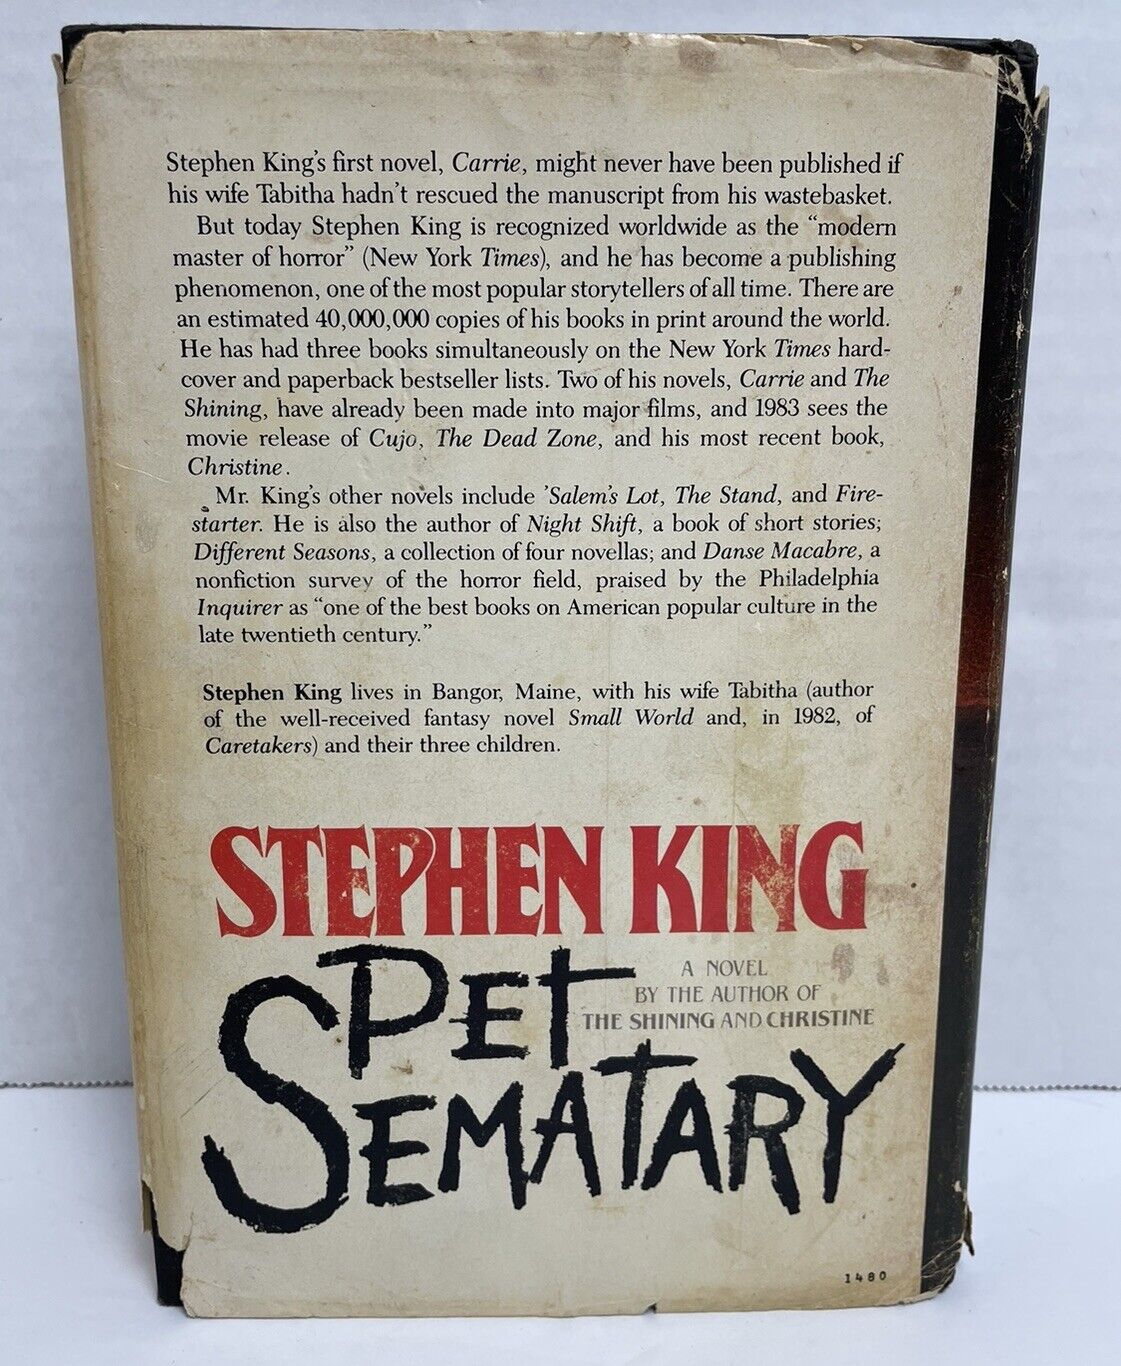 Stephen King's first novel, Carrie, might never have been published if
his wife Tabitha hadn't rescued the manuscript from his wastebasket.
But today Stephen King is recognized worldwide as the “modern
master of horror” (New York Times), and he has become a publishing
phenomenon, one of the most popular storytellers of all time. There are
an estimated 40,000,000 copies of his books in print around the world.
He has had three books simultaneously on the New York Times hard-
cover and paperback bestseller lists. Two of his novels, Carrie and The
Shining, have already been made into major films, and 1983 sees the
movie release of Cujo, The Dead Zone, and his most recent book,
Christine.
Mr. King's other novels include 'Salem's Lot, The Stand, and Fire-
starter. He is also the author of Night Shift, a book of short stories;
Different Seasons, a collection of four novellas; and Danse Macabre, a
nonfiction survey of the horror field, praised by the Philadelphia
Inquirer as “one of the best books on American popular culture in the
late twentieth century.”
Stephen King lives in Bangor, Maine, with his wife Tabitha (author
of the well-received fantasy novel Small World and, in 1982, of
Caretakers) and their three children.
STEPHEN KING
PET
SEMATARY
A NOVEL
BY THE AUTHOR OF
THE SHINING AND CHRISTINE
1480